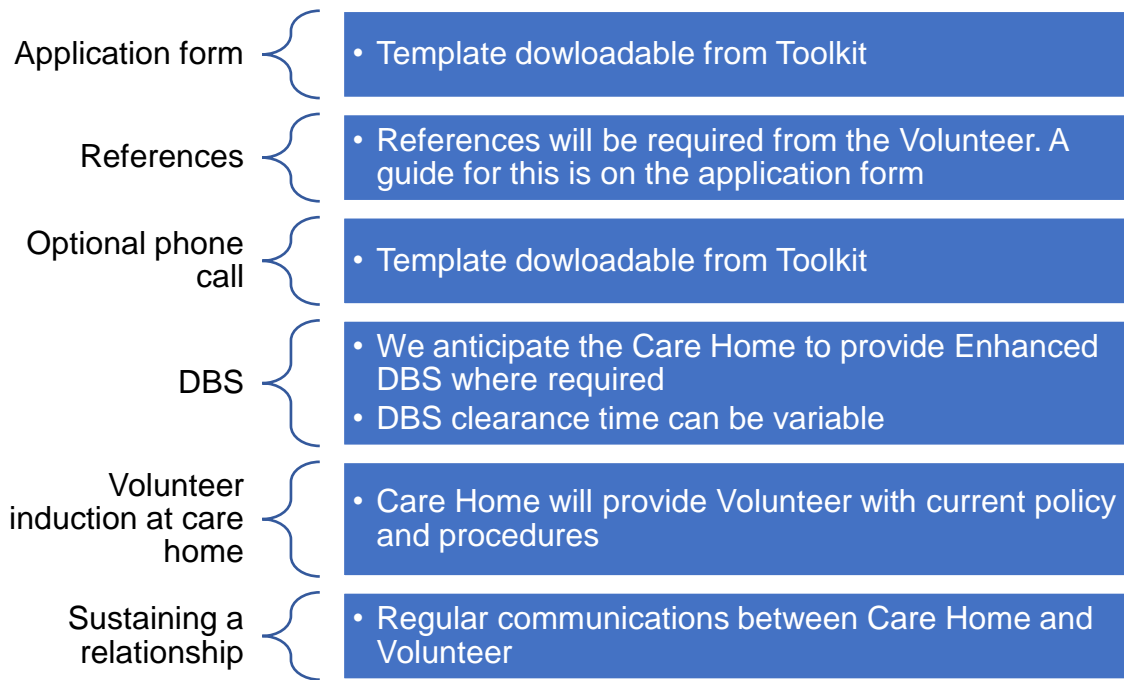 Application form
• Template dowloadable from Toolkit
References
• References will be required from the Volunteer. A
guide for this is on the application form
Optional phone
call
• Template dowloadable from Toolkit
DBS
• We anticipate the Care Home to provide Enhanced
DBS where required
• DBS clearance time can be variable
Volunteer
induction at care
home
• Care Home will provide Volunteer with current policy
and procedures
Sustaining a
relationship
• Regular communications between Care Home and
Volunteer